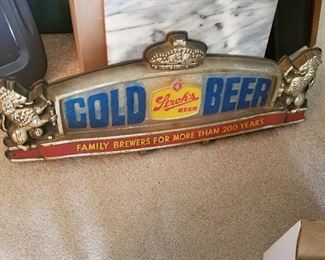 COLD Stroh's BEER
BEER
FAMILY BREWERS FOR MORE THAN 200 YEARS